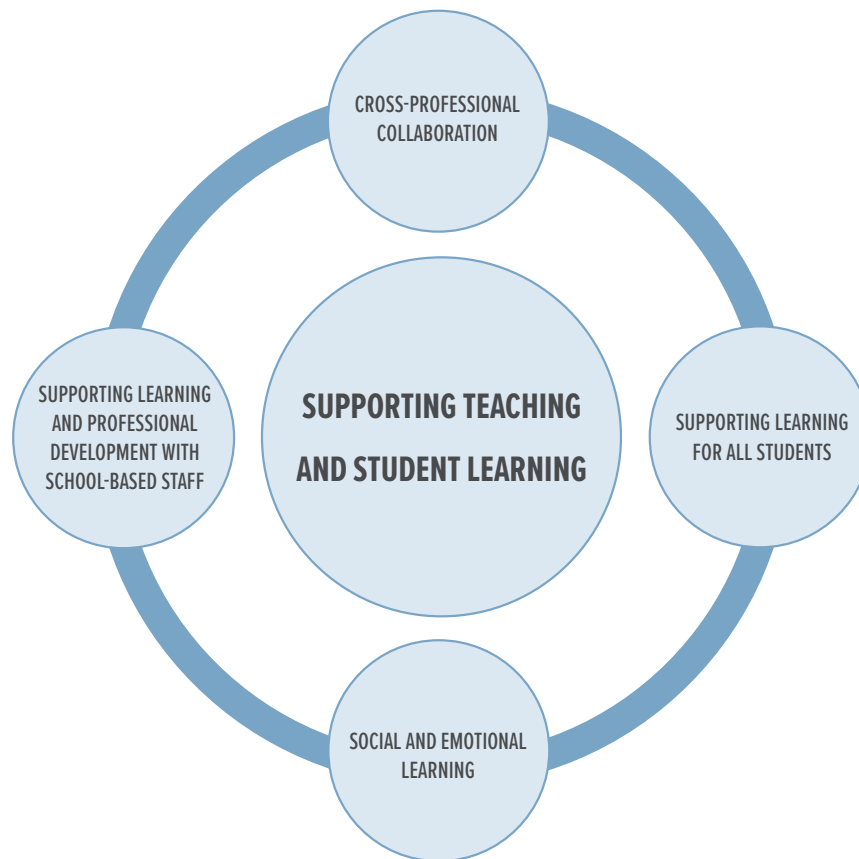 CROSS-PROFESSIONAL
COLLABORATION
SUPPORTING LEARNING
AND PROFESSIONAL
DEVELOPMENT WITH
SCHOOL-BASED STAFF
SUPPORTING TEACHING
AND STUDENT LEARNING
SUPPORTING LEARNING
FOR ALL STUDENTS
SOCIAL AND EMOTIONAL
LEARNING